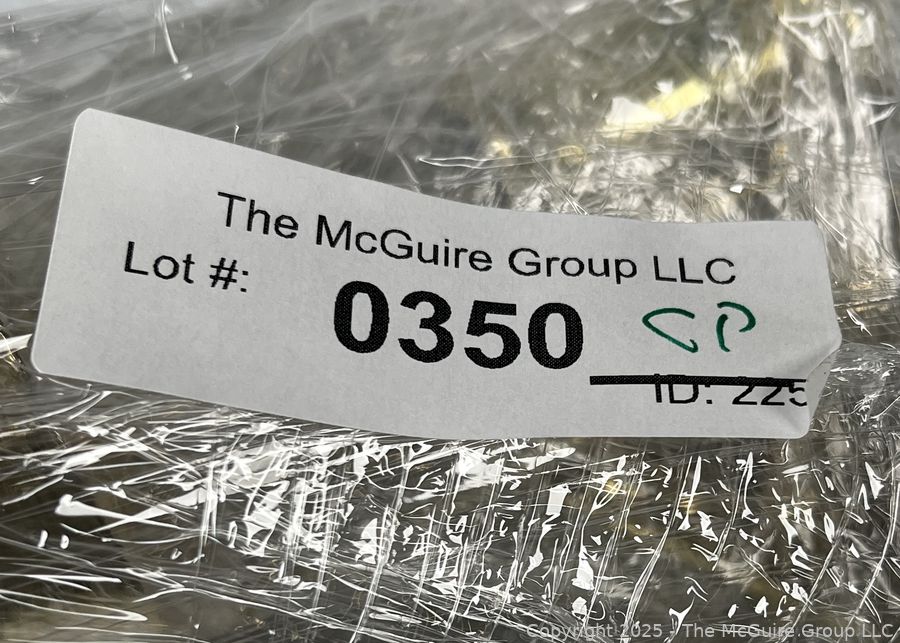 The McGuire Group LLC
Lot #:
0350 CP
ID: 225
Copyright 2025 - The McGuire Group LLC